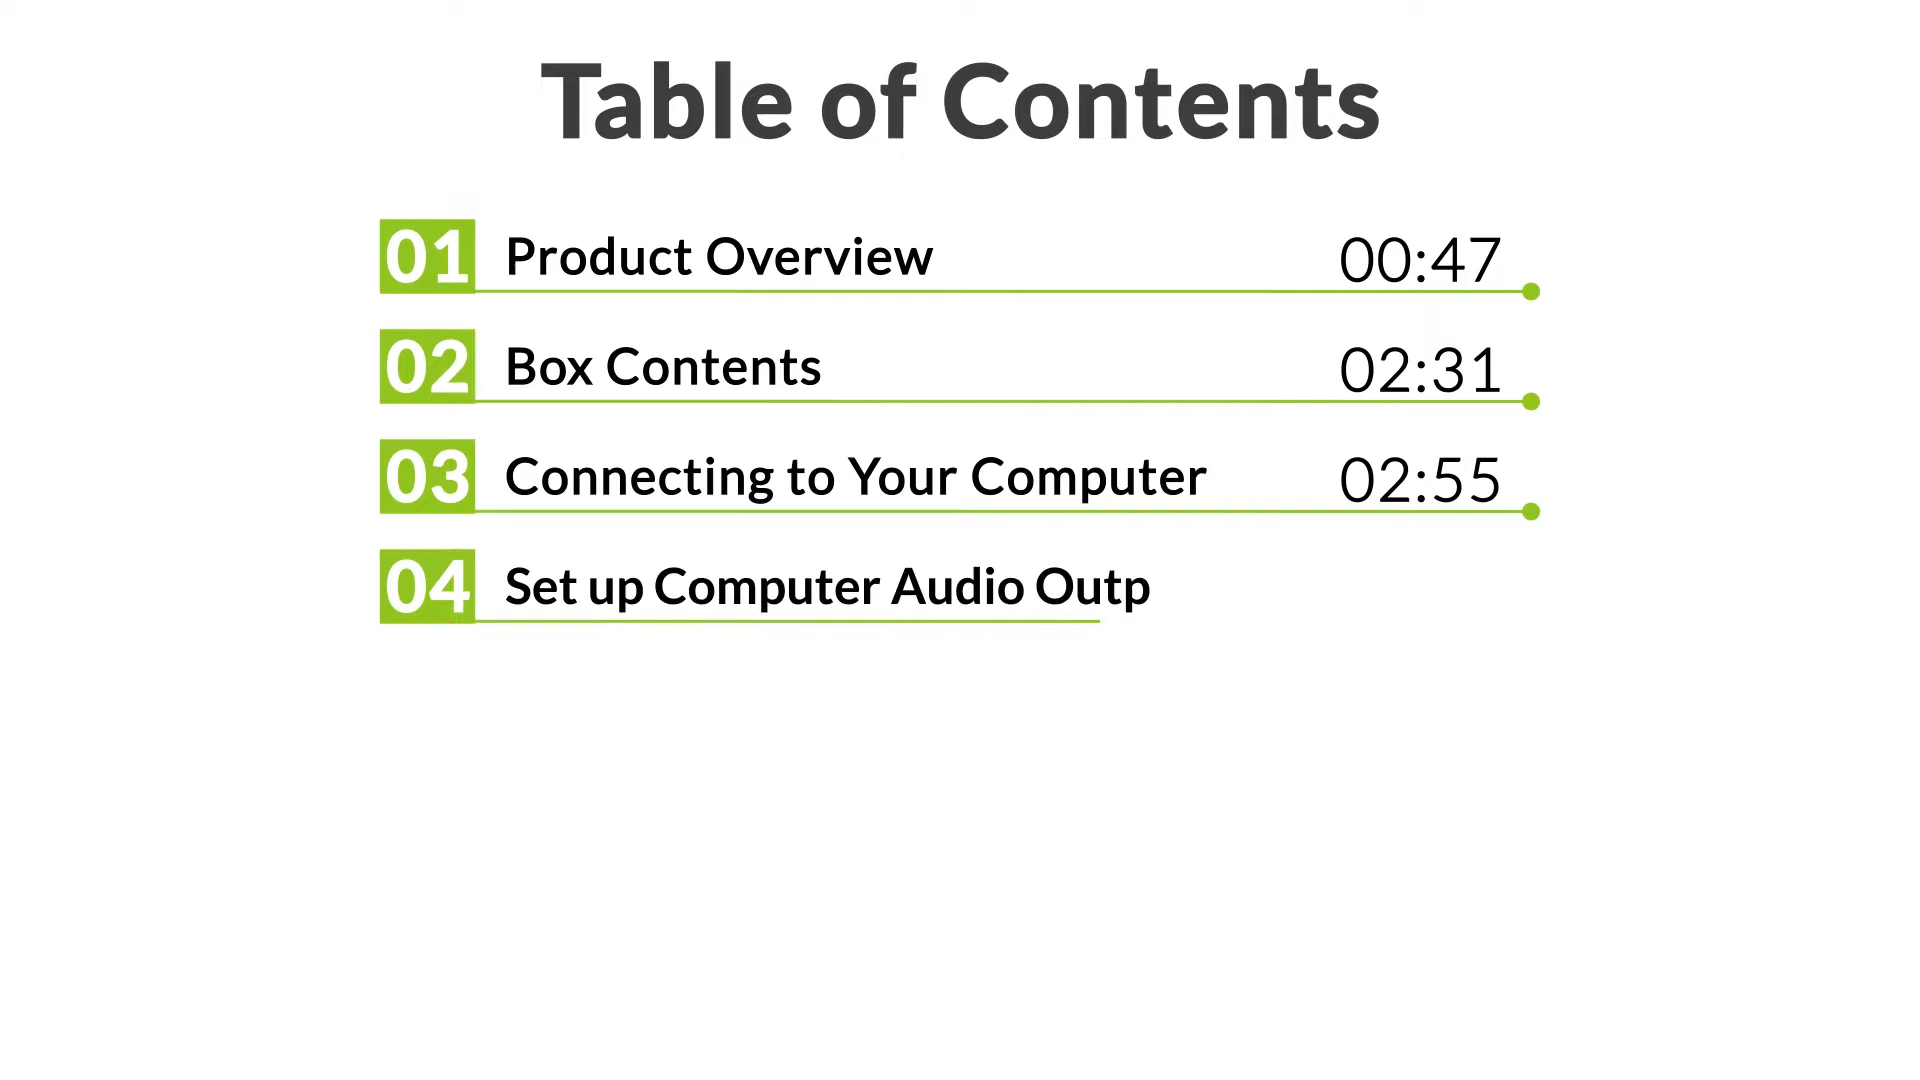 Table of Contents
01 Product Overview 00:47
02 Box Contents 02:31
03 Connecting to Your Computer 02:55
04 Set up Computer Audio Outp